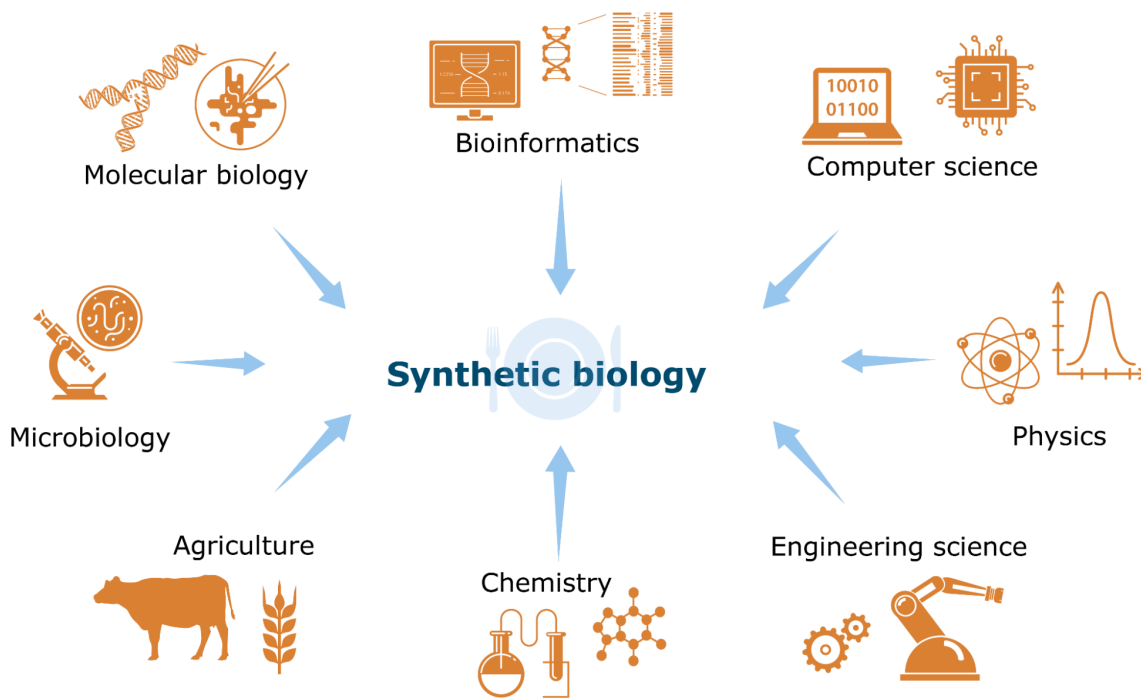 Molecular biology
Bioinformatics
10010
01100
Computer science
Synthetic biology
Microbiology
Physics
Agriculture
Chemistry
Engineering science